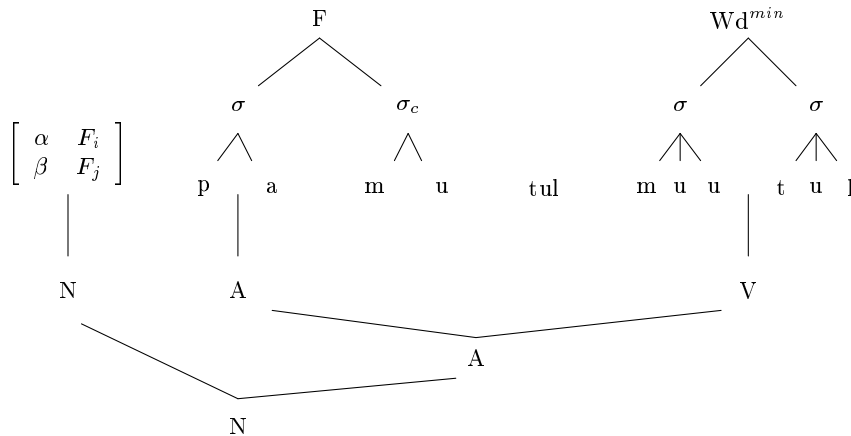 F Wd^{min}
σ σ_c σ σ
α F_i
β F_j
p a m u tul m u u t u
N A V
A
N